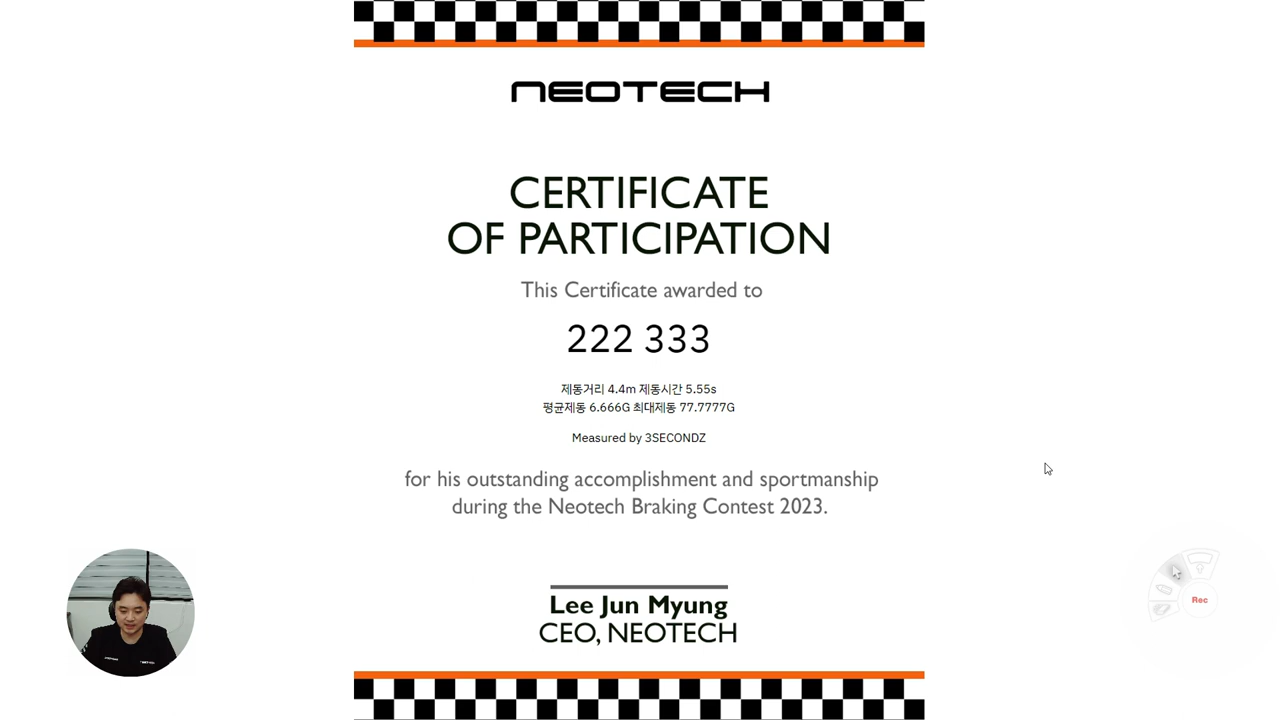 NEOTECH
CERTIFICATE
OF PARTICIPATION
This Certificate awarded to
222 333
제동거리 4.4m 제동시간 5.55s
평균제동 6.666G 최대제동 77.7777G
Measured by 3SECONDZ
for his outstanding accomplishment and sportmanship
during the Neotech Braking Contest 2023.
Lee Jun Myung
CEO, NEOTECH
Rec